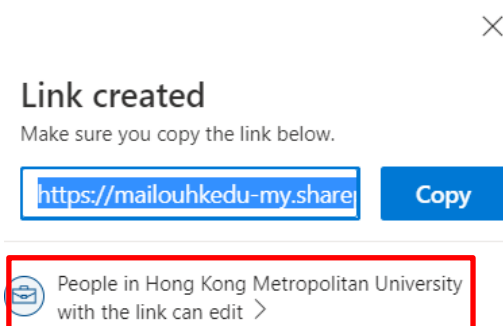 Link created
Make sure you copy the link below.
https://mailouhkedu-my.share
Copy
People in Hong Kong Metropolitan University
with the link can edit >